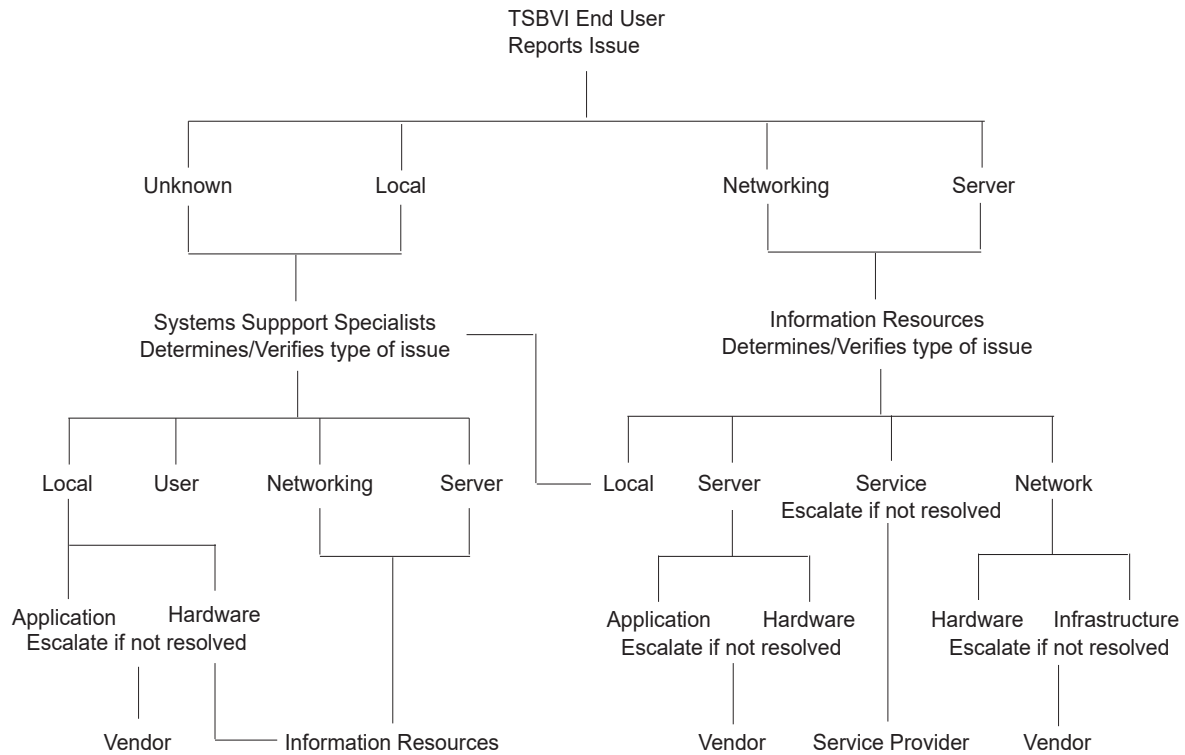 TSBVI End User
Reports Issue
Unknown
Local
Networking
Server
Systems Suppport Specialists
Determines/Verifies type of issue
Information Resources
Determines/Verifies type of issue
Local
User
Networking
Server
Local
Server
Service
Escalate if not resolved
Network
Application
Hardware
Escalate if not resolved
Application
Hardware
Escalate if not resolved
Hardware
Infrastructure
Escalate if not resolved
Vendor
Information Resources
Vendor
Service Provider
Vendor